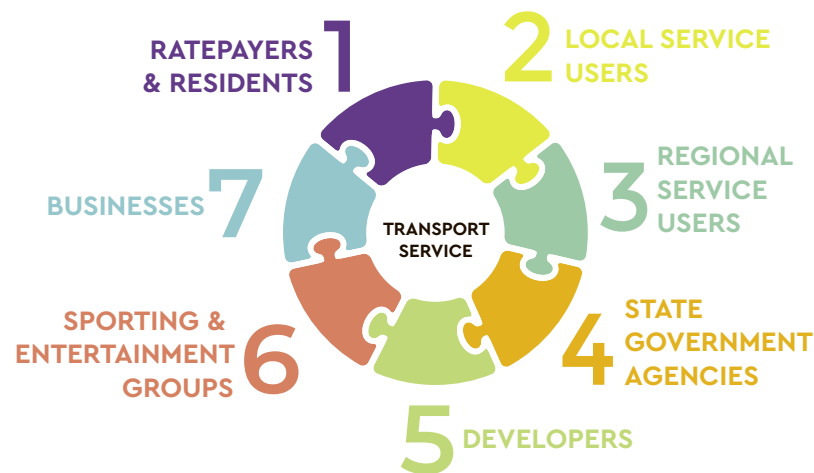 1
RATEPAYERS
& RESIDENTS
2
LOCAL SERVICE
USERS
3
REGIONAL
SERVICE
USERS
4
STATE
GOVERNMENT
AGENCIES
5
DEVELOPERS
6
SPORTING &
ENTERTAINMENT
GROUPS
7
BUSINESSES
TRANSPORT
SERVICE